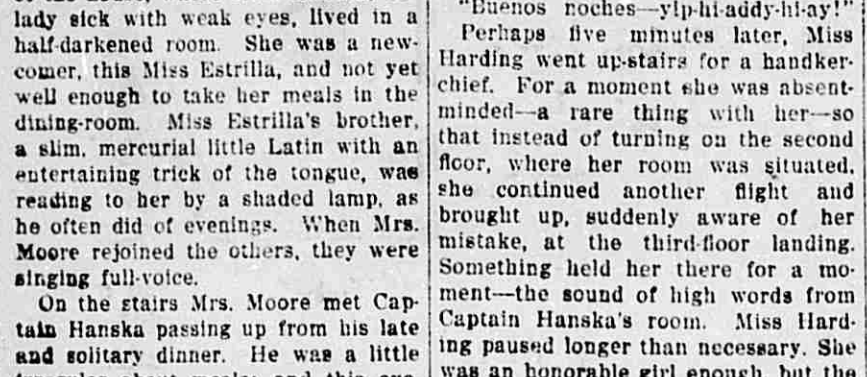 lady sick with weak eyes, lived in a
half-darkened room. She was a new-
comer, this Miss Estrilla, and not yet
well enough to take her meals in the
dining-room. Miss Estrilla's brother,
a slim, mercurial little Latin with an
entertaining trick of the tongue, was
reading to her by a shaded lamp, as
he often did of evenings. When Mrs.
Moore rejoined the others, they were
singing full-voice.
On the stairs Mrs. Moore met Cap-
tain Hanska passing up from his late
and solitary dinner. He was a little
"Buenos noches—yip-hi-addy-hi-ay!"
Perhaps five minutes later, Miss
Harding went up-stairs for a handker-
chief. For a moment she was absent-
minded—a rare thing with her—so
that instead of turning on the second
floor, where her room was situated,
she continued another flight and
brought up, suddenly aware of her
mistake, at the third-floor landing.
Something held her there for a mo-
ment—the sound of high words from
Captain Hanska's room. Miss Hard-
ing paused longer than necessary. She
was an honorable girl enough, but the